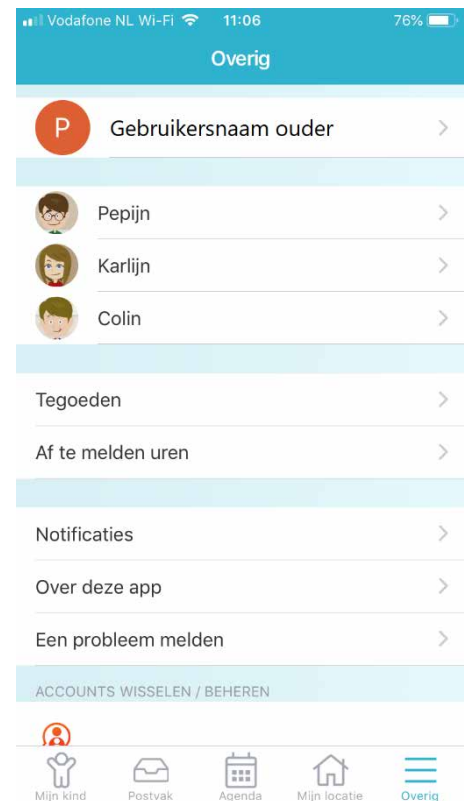 Vodafone NL Wi-Fi 11:06 76%
Overig
P Gebruikersnaam ouder
Pepijn
Karlijn
Colin
Tegoeden
Af te melden uren
Notificaties
Over deze app
Een probleem melden
ACCOUNTS WISSELEN / BEHEREN
Mijn kind Postvak Agenda Mijn locatie Overig